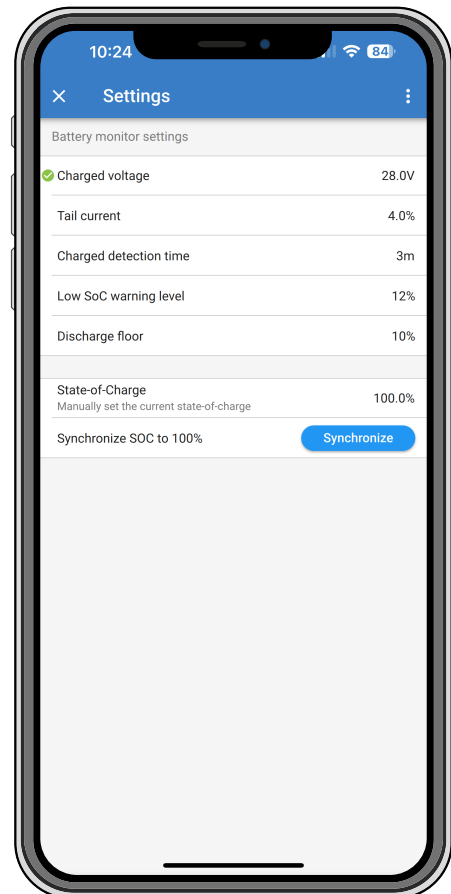 10:24
84
Settings
Battery monitor settings
Charged voltage 28.0V
Tail current 4.0%
Charged detection time 3m
Low SoC warning level 12%
Discharge floor 10%
State-of-Charge
Manually set the current state-of-charge
100.0%
Synchronize SOC to 100% Synchronize